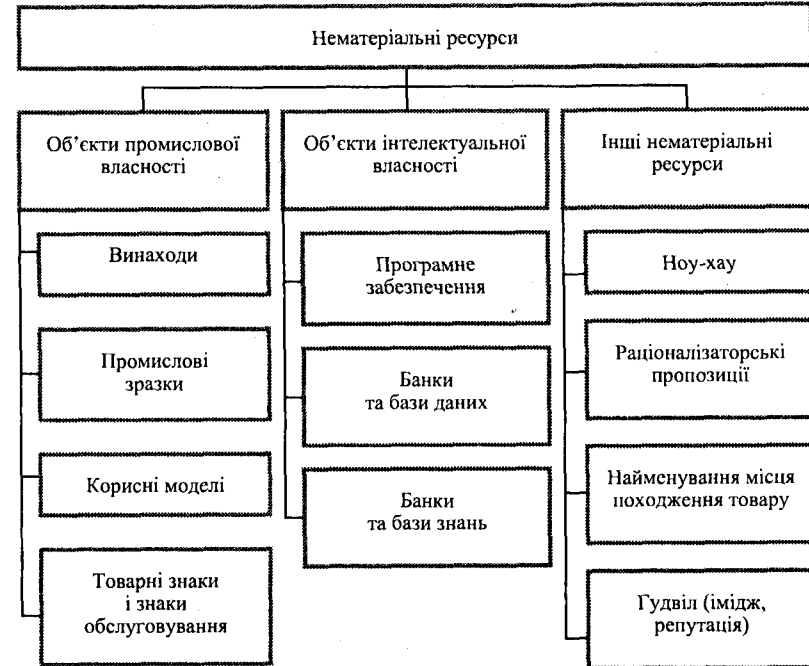 Нематеріальні ресурси
Об’єкти промислової
власності
Винаходи
Промислові
зразки
Корисні моделі
Товарні знаки
і знаки
обслуговування
Об’єкти інтелектуальної
власності
Програмне
забезпечення
Банки
та бази даних
Банки
та бази знань
Інші нематеріальні
ресурси
Ноу-хау
Раціоналізаторські
пропозиції
Найменування місця
походження товару
Гудвіл (імідж,
репутація)